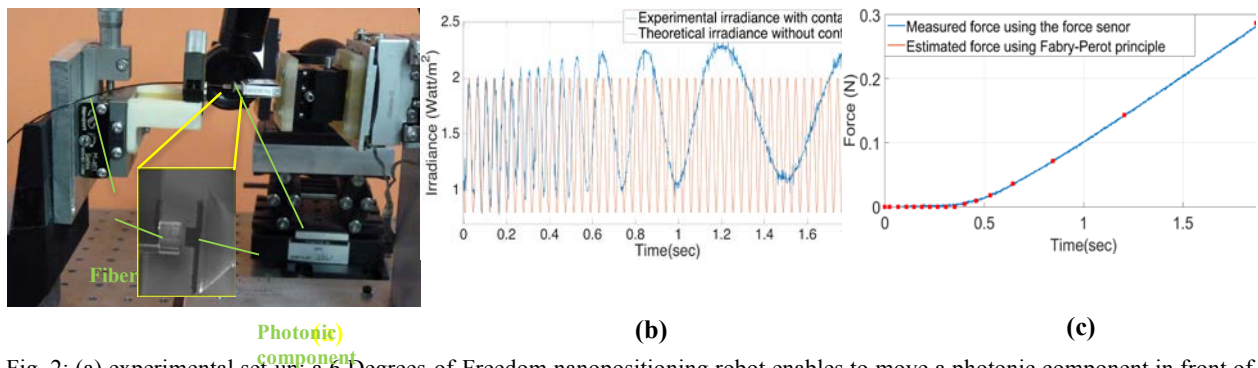 Fiber
Photonic
component
(a)
2.5
2
1.5
1
Irradiance (Watt/m²)
Experimental irradiance with conta
Theoretical irradiance without cont
0 0.2 0.4 0.6 0.8 1 1.2 1.4 1.6 1.8
Time(sec)
(b)
0.3
0.2
0.1
0
Force (N)
Measured force using the force senor
Estimated force using Fabry-Perot principle
0 0.5 1 1.5
Time(sec)
(c)
Fig. 2: (a) experimental set up: a 6 Degrees-of-Freedom nanopositioning robot enables to move a photonic component in front of